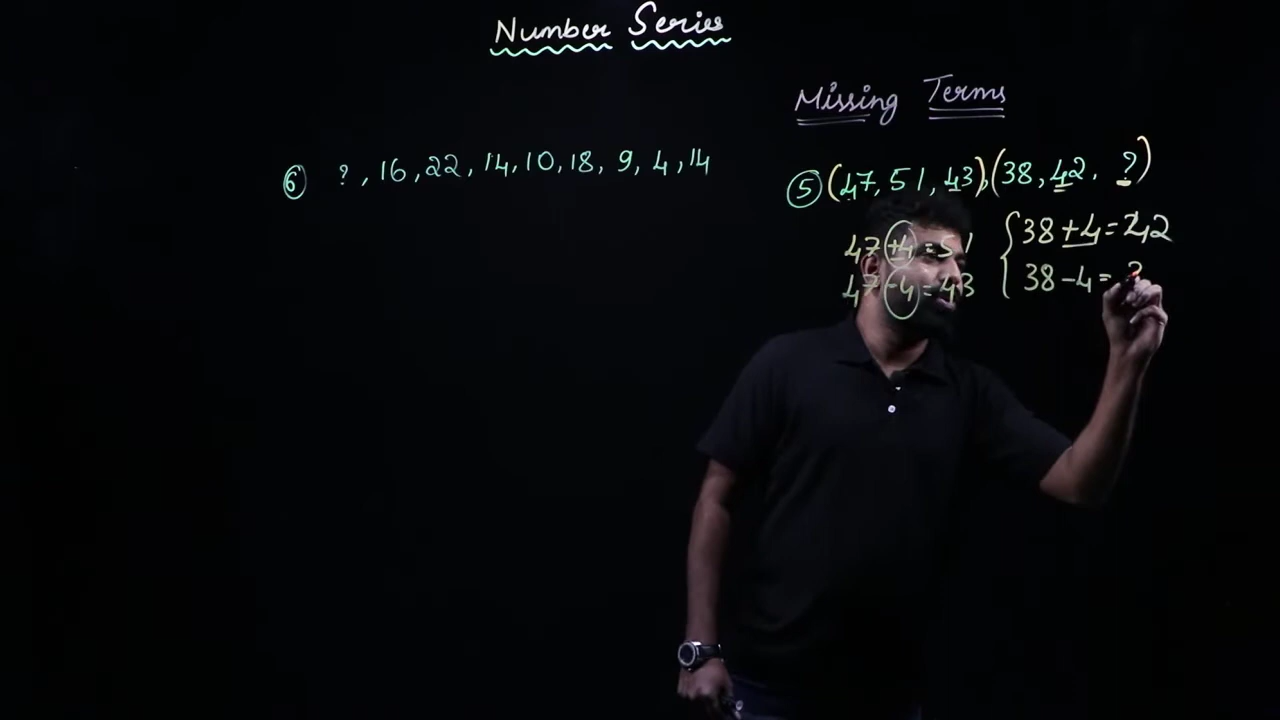 Number Series
Missing Terms
6 ?, 16, 22, 14, 10, 18, 9, 4, 14
5 (47, 51, 43), (38, 42, ?)
47 +4 = 51
47 -4 = 43
38 +4 = 42
38 -4 = 3